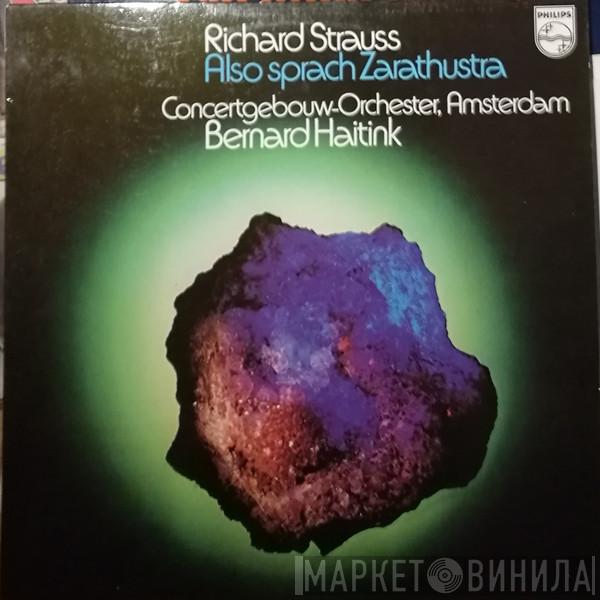 PHILIPS
Richard Strauss
Also sprach Zarathustra
Concertgebouw-Orchester, Amsterdam
Bernard Haitink
МАРКЕТ ВИНИЛА